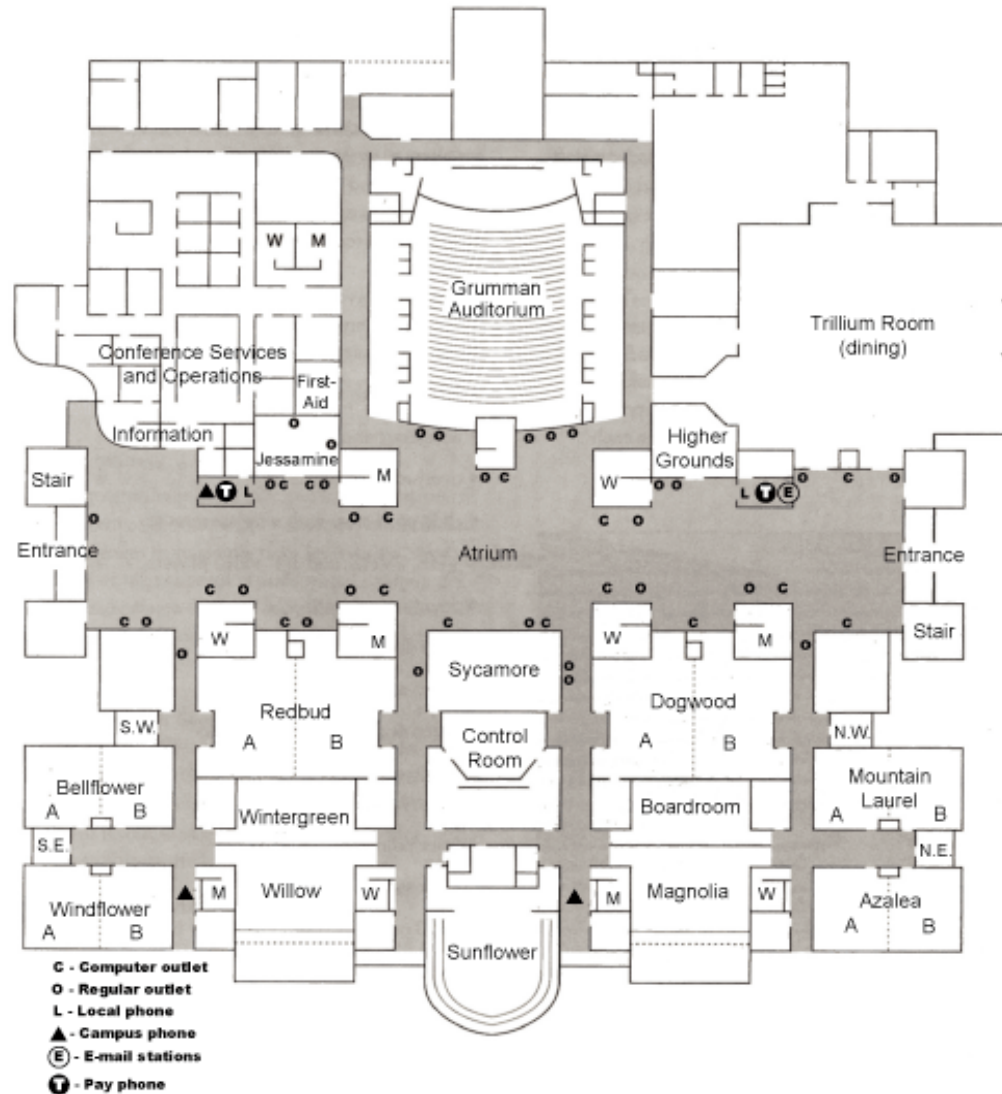 W M
Grumman
Auditorium
Trillium Room
(dining)
Conference Services
and Operations
First-
Aid
Information
Higher
Grounds
Jessamine
O
O
O O
O O O
Stair
M
W
Stair
T L
O C C O
O C
O O
L T E
O C O
O
O C
C O
Entrance
Atrium
Entrance
C O
O C
C O
O C
C O
C O
C
O C
C
C
W
M
W
M
Stair
O
O
O
O
O
Sycamore
Redbud
A B
Dogwood
A B
S.W.
Control
Room
N.W.
Bellflower
A B
Mountain
Laurel
A B
Wintergreen
Boardroom
S.E.
N.E.
Windflower
A B
M
Willow
W
M
Magnolia
W
Azalea
A B
Sunflower
C - Computer outlet
O - Regular outlet
L - Local phone
- Campus phone
E - E-mail stations
T - Pay phone